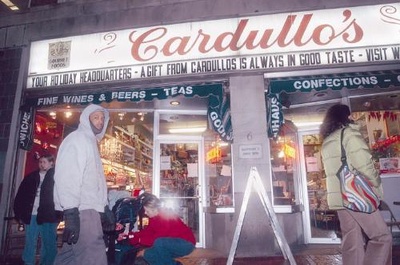 Cardullo's
YOUR HOLIDAY HEADQUARTERS - A GIFT FROM CARDULLOS IS ALWAYS IN GOOD TASTE - VISIT W
FINE WINES & BEERS - TEAS
CONFECTIONS